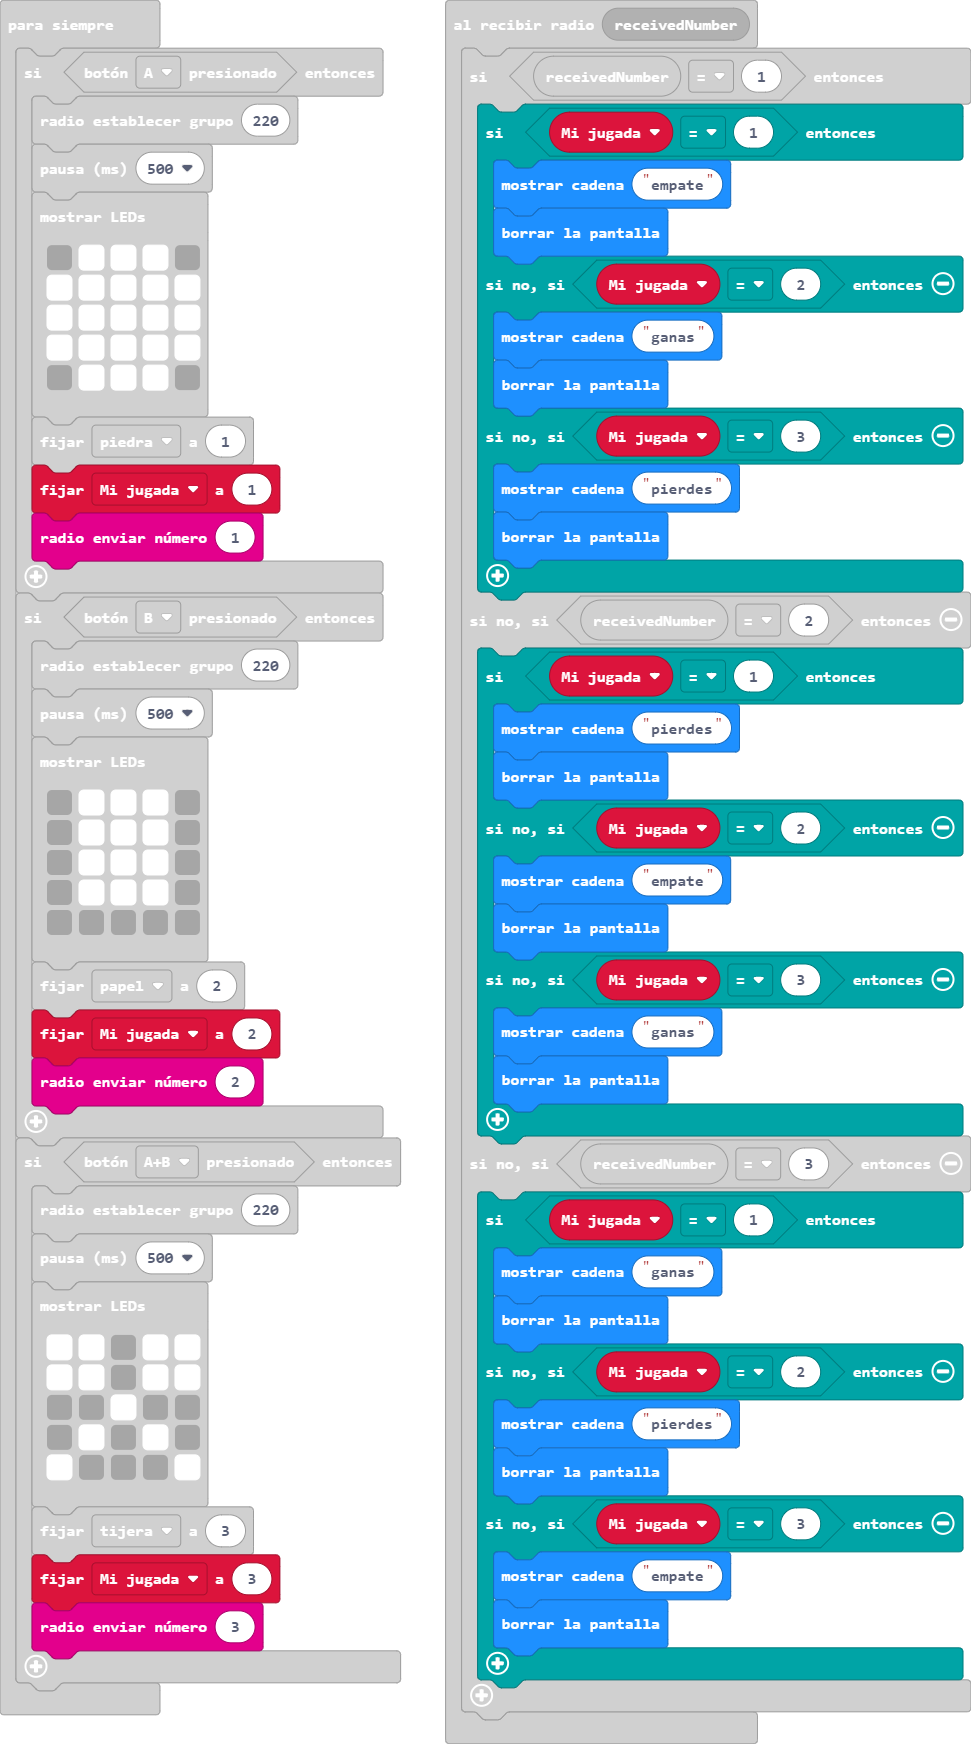 para siempre
si botón A presionado entonces
radio establecer grupo 220
pausa (ms) 500
mostrar LEDs
fijar piedra a 1
fijar Mi jugada a 1
radio enviar número 1
si botón B presionado entonces
radio establecer grupo 220
pausa (ms) 500
mostrar LEDs
fijar papel a 2
fijar Mi jugada a 2
radio enviar número 2
si botón A+B presionado entonces
radio establecer grupo 220
pausa (ms) 500
mostrar LEDs
fijar tijera a 3
fijar Mi jugada a 3
radio enviar número 3
al recibir radio receivedNumber
si receivedNumber = 1 entonces
si Mi jugada = 1 entonces
mostrar cadena "empate"
borrar la pantalla
si no, si Mi jugada = 2 entonces
mostrar cadena "ganas"
borrar la pantalla
si no, si Mi jugada = 3 entonces
mostrar cadena "pierdes"
borrar la pantalla
si no, si receivedNumber = 2 entonces
si Mi jugada = 1 entonces
mostrar cadena "pierdes"
borrar la pantalla
si no, si Mi jugada = 2 entonces
mostrar cadena "empate"
borrar la pantalla
si no, si Mi jugada = 3 entonces
mostrar cadena "ganas"
borrar la pantalla
si no, si receivedNumber = 3 entonces
si Mi jugada = 1 entonces
mostrar cadena "ganas"
borrar la pantalla
si no, si Mi jugada = 2 entonces
mostrar cadena "pierdes"
borrar la pantalla
si no, si Mi jugada = 3 entonces
mostrar cadena "empate"
borrar la pantalla